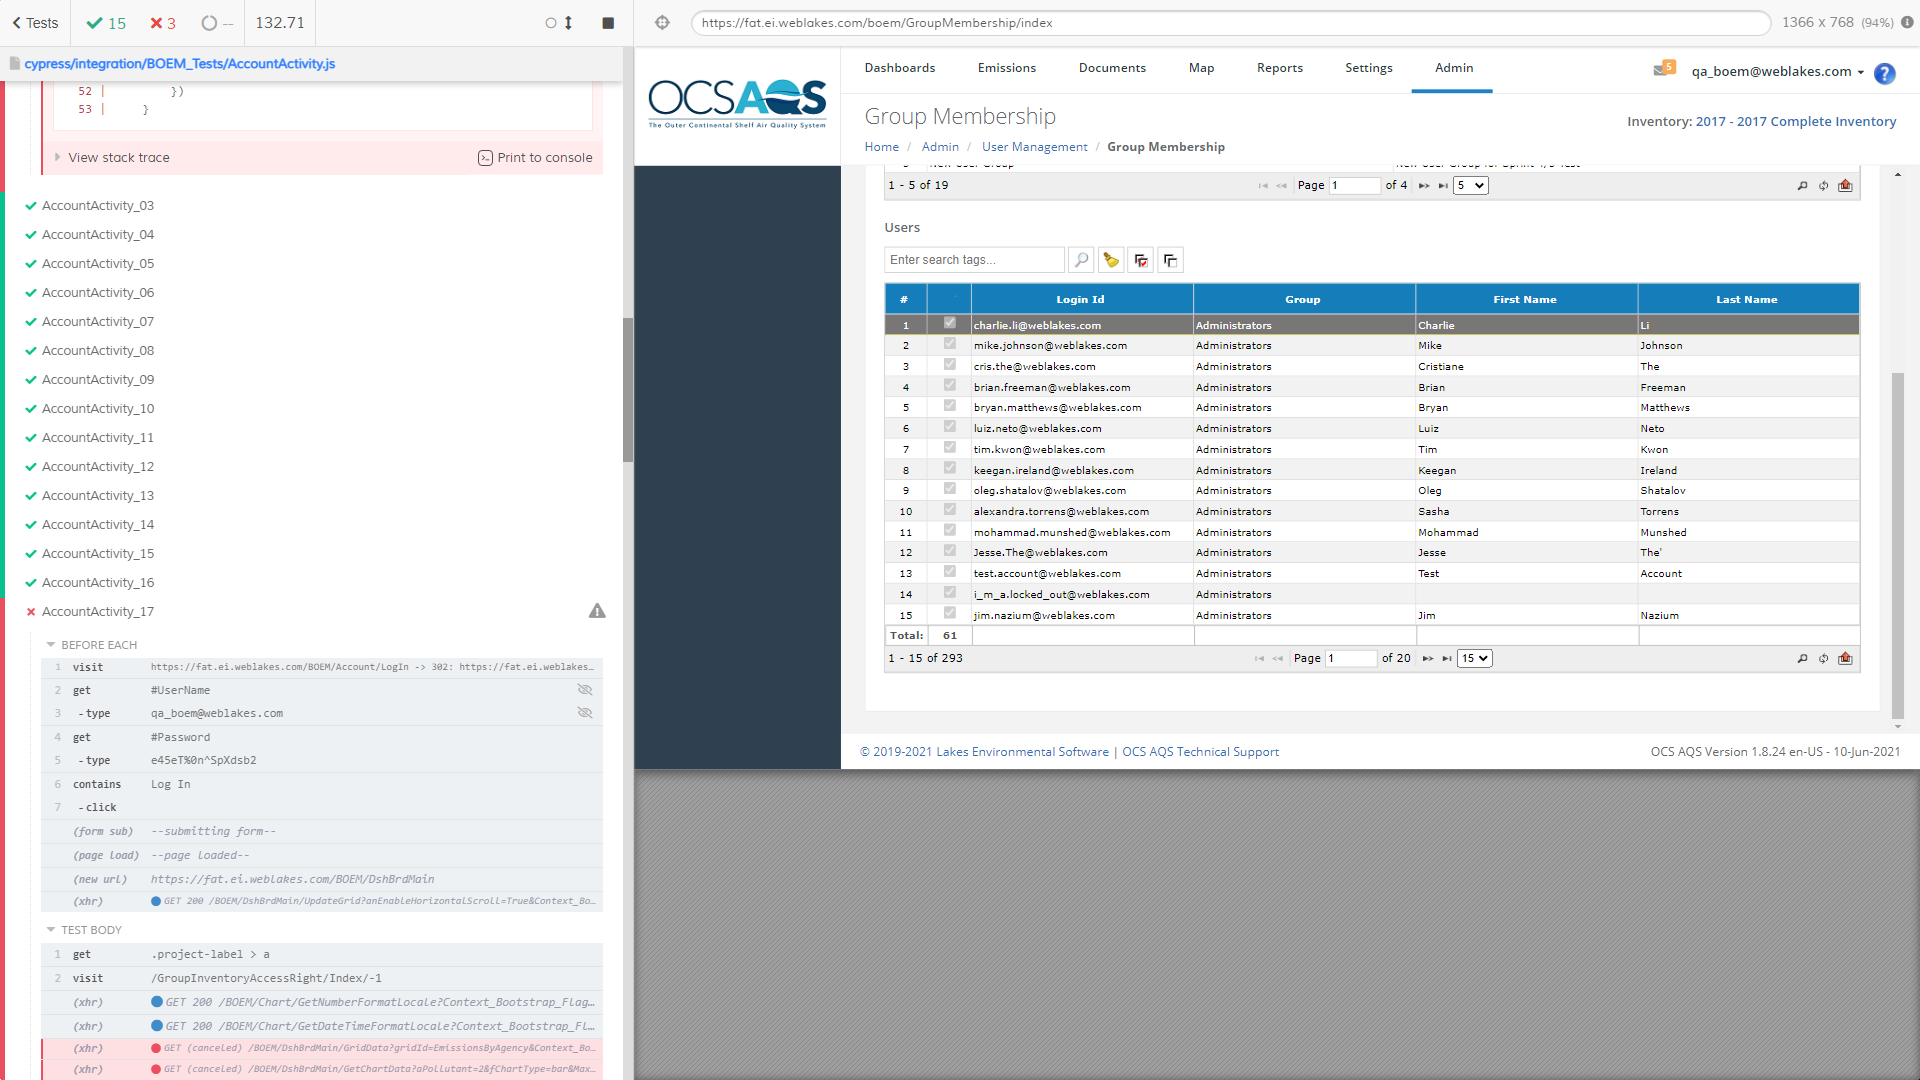 Tests
15
3
--
132.71
cypress/integration/BOEM_Tests/AccountActivity.js
52 | })
53 | }
View stack trace
Print to console
AccountActivity_03
AccountActivity_04
AccountActivity_05
AccountActivity_06
AccountActivity_07
AccountActivity_08
AccountActivity_09
AccountActivity_10
AccountActivity_11
AccountActivity_12
AccountActivity_13
AccountActivity_14
AccountActivity_15
AccountActivity_16
AccountActivity_17
BEFORE EACH
1 visit https://fat.ei.weblakes.com/BOEM/Account/LogIn -> 302: https://fat.ei.weblakes...
2 get #UserName
3 -type qa_boem@weblakes.com
4 get #Password
5 -type e45eT%0n^SpXdsb2
6 contains Log In
7 -click
(form sub) --submitting form--
(page load) --page loaded--
(new url) https://fat.ei.weblakes.com/BOEM/DshBrdMain
(xhr) GET 200 /BOEM/DshBrdMain/UpdateGrid?anEnableHorizontalScroll=True&Context_Bo...
TEST BODY
1 get .project-label > a
2 visit /GroupInventoryAccessRight/Index/-1
(xhr) GET 200 /BOEM/Chart/GetNumberFormatLocale?Context_Bootstrap_Flag...
(xhr) GET 200 /BOEM/Chart/GetDateTimeFormatLocale?Context_Bootstrap_Fl...
(xhr) GET (canceled) /BOEM/DshBrdMain/GridData?gridId=EmissionsByAgency&Context_Bo...
(xhr) GET (canceled) /BOEM/DshBrdMain/GetChartData?aPollutant=2&fChartType=bar&Max...
https://fat.ei.weblakes.com/boem/GroupMembership/index
1366 x 768 (94%)
OCSAQS
The Outer Continental Shelf Air Quality System
Dashboards Emissions Documents Map Reports Settings Admin
5
qa_boem@weblakes.com
?
Group Membership
Inventory: 2017 - 2017 Complete Inventory
Home / Admin / User Management / Group Membership
5 New User Group New User Group for Sprint 4/5 Test
1 - 5 of 19 Page 1 of 4 5
Users
Enter search tags...
# Login Id Group First Name Last Name
1 charlie.li@weblakes.com Administrators Charlie Li
2 mike.johnson@weblakes.com Administrators Mike Johnson
3 cris.the@weblakes.com Administrators Cristiane The
4 brian.freeman@weblakes.com Administrators Brian Freeman
5 bryan.matthews@weblakes.com Administrators Bryan Matthews
6 luiz.neto@weblakes.com Administrators Luiz Neto
7 tim.kwon@weblakes.com Administrators Tim Kwon
8 keegan.ireland@weblakes.com Administrators Keegan Ireland
9 oleg.shatalov@weblakes.com Administrators Oleg Shatalov
10 alexandra.torrens@weblakes.com Administrators Sasha Torrens
11 mohammad.munshed@weblakes.com Administrators Mohammad Munshed
12 Jesse.The@weblakes.com Administrators Jesse The'
13 test.account@weblakes.com Administrators Test Account
14 i_m_a.locked_out@weblakes.com Administrators
15 jim.nazium@weblakes.com Administrators Jim Nazium
Total: 61
1 - 15 of 293 Page 1 of 20 15
© 2019-2021 Lakes Environmental Software | OCS AQS Technical Support
OCS AQS Version 1.8.24 en-US - 10-Jun-2021